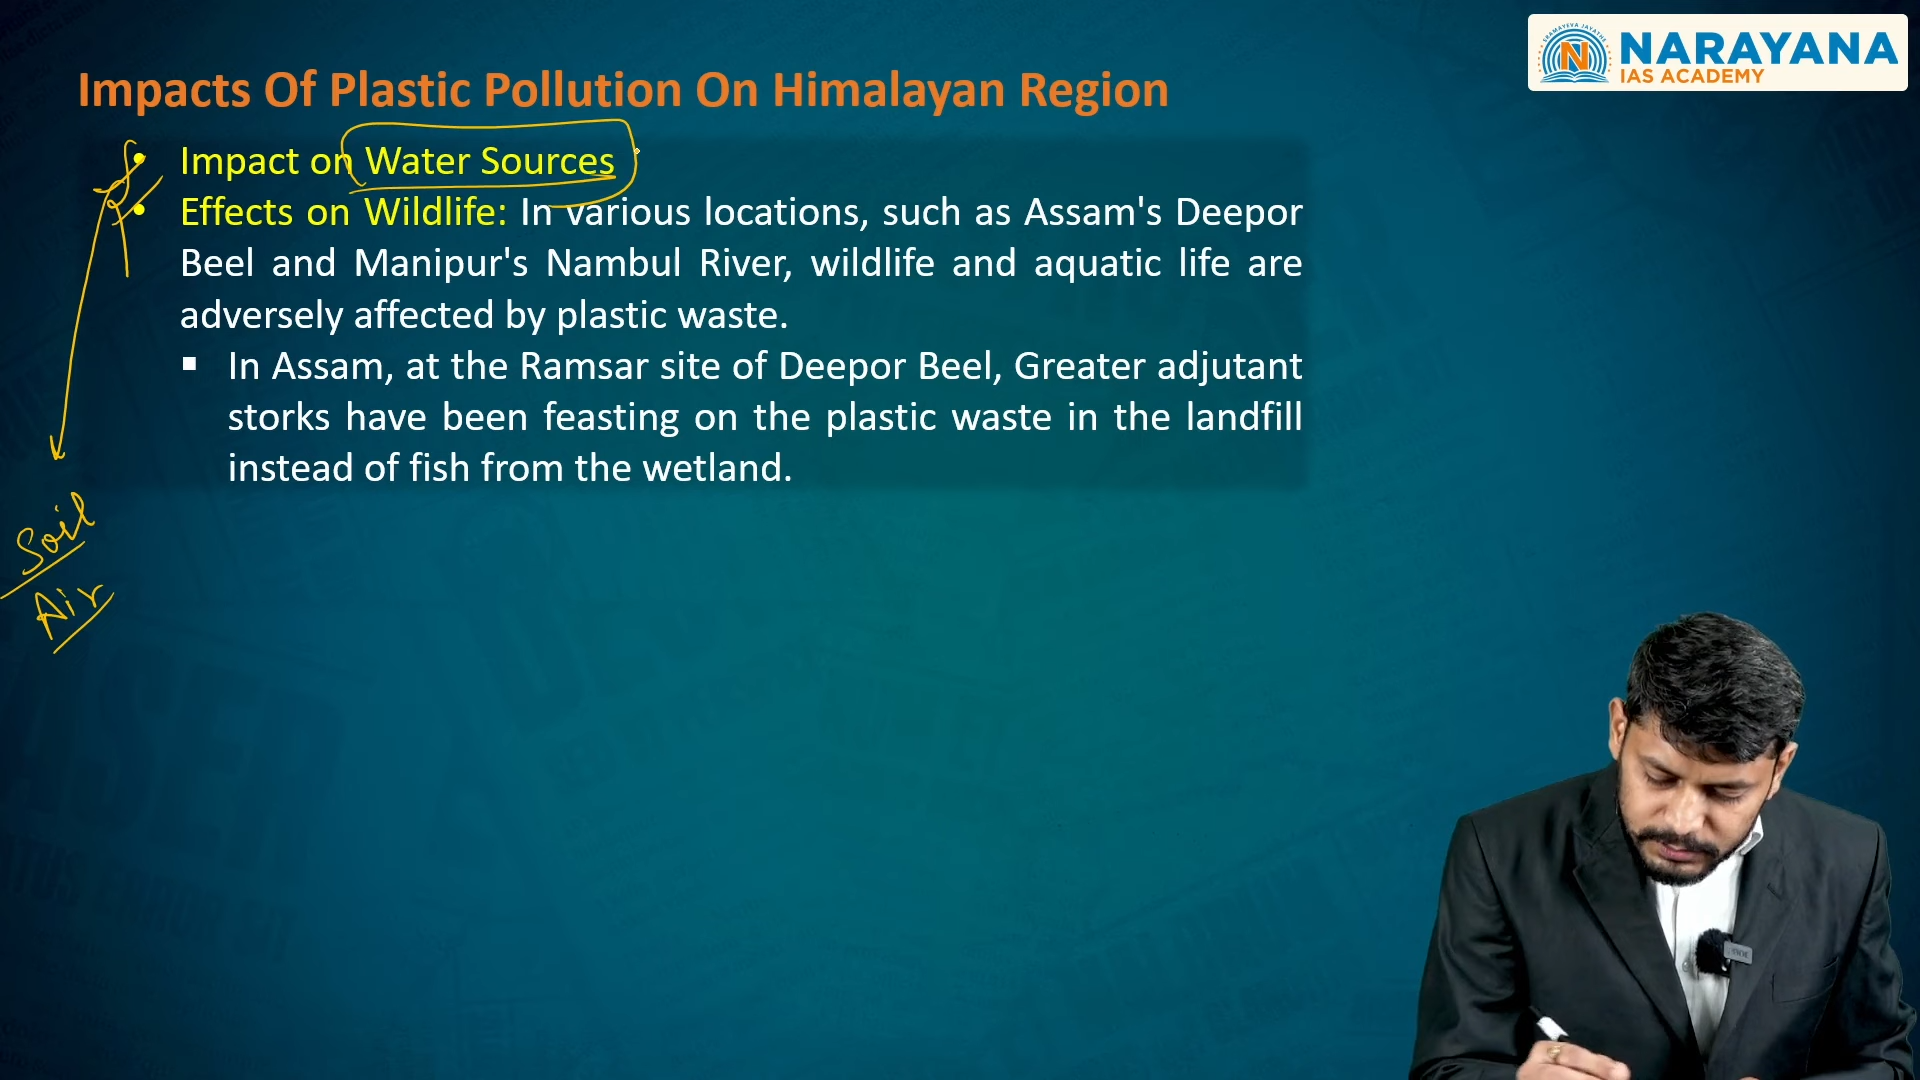 NARAYANA
IAS ACADEMY
Impacts Of Plastic Pollution On Himalayan Region
• Impact on Water Sources
• Effects on Wildlife: In various locations, such as Assam's Deepor
Beel and Manipur's Nambul River, wildlife and aquatic life are
adversely affected by plastic waste.
▪ In Assam, at the Ramsar site of Deepor Beel, Greater adjutant
storks have been feasting on the plastic waste in the landfill
instead of fish from the wetland.
Soil
Air